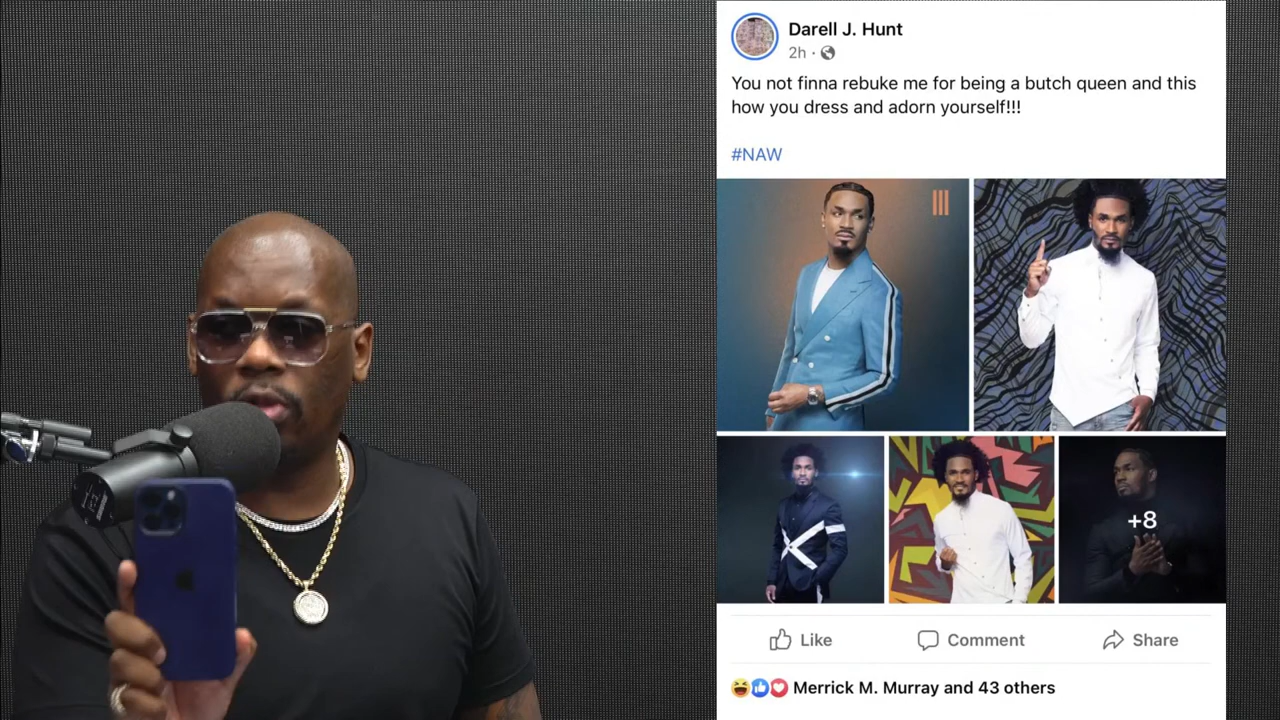 Darell J. Hunt
2h
You not finna rebuke me for being a butch queen and this
how you dress and adorn yourself!!!
#NAW
+8
Like
Comment
Share
Merrick M. Murray and 43 others